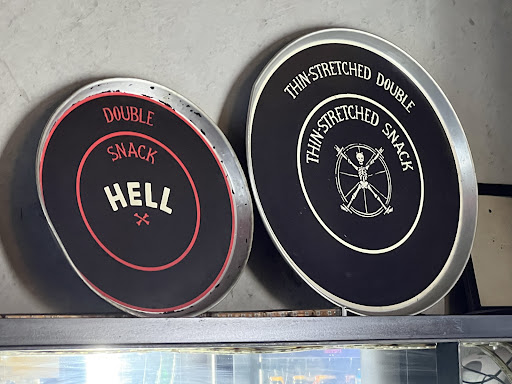 DOUBLE
SNACK
HELL
THIN-STRETCHED DOUBLE
THIN-STRETCHED SNACK